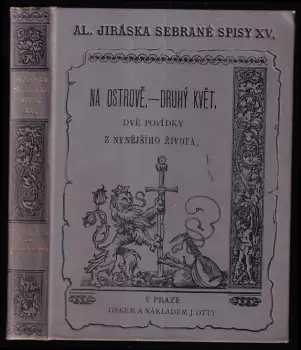 AL. JIRÁSKA SEBRANÉ SPISY XV.
NA OSTROVĚ.—DRUHÝ KVĚT.
DVĚ POVÍDKY
Z NYNĚJŠÍHO ŽIVOTA.
V PRAZE
TISKEM A NÁKLADEM J. OTTY